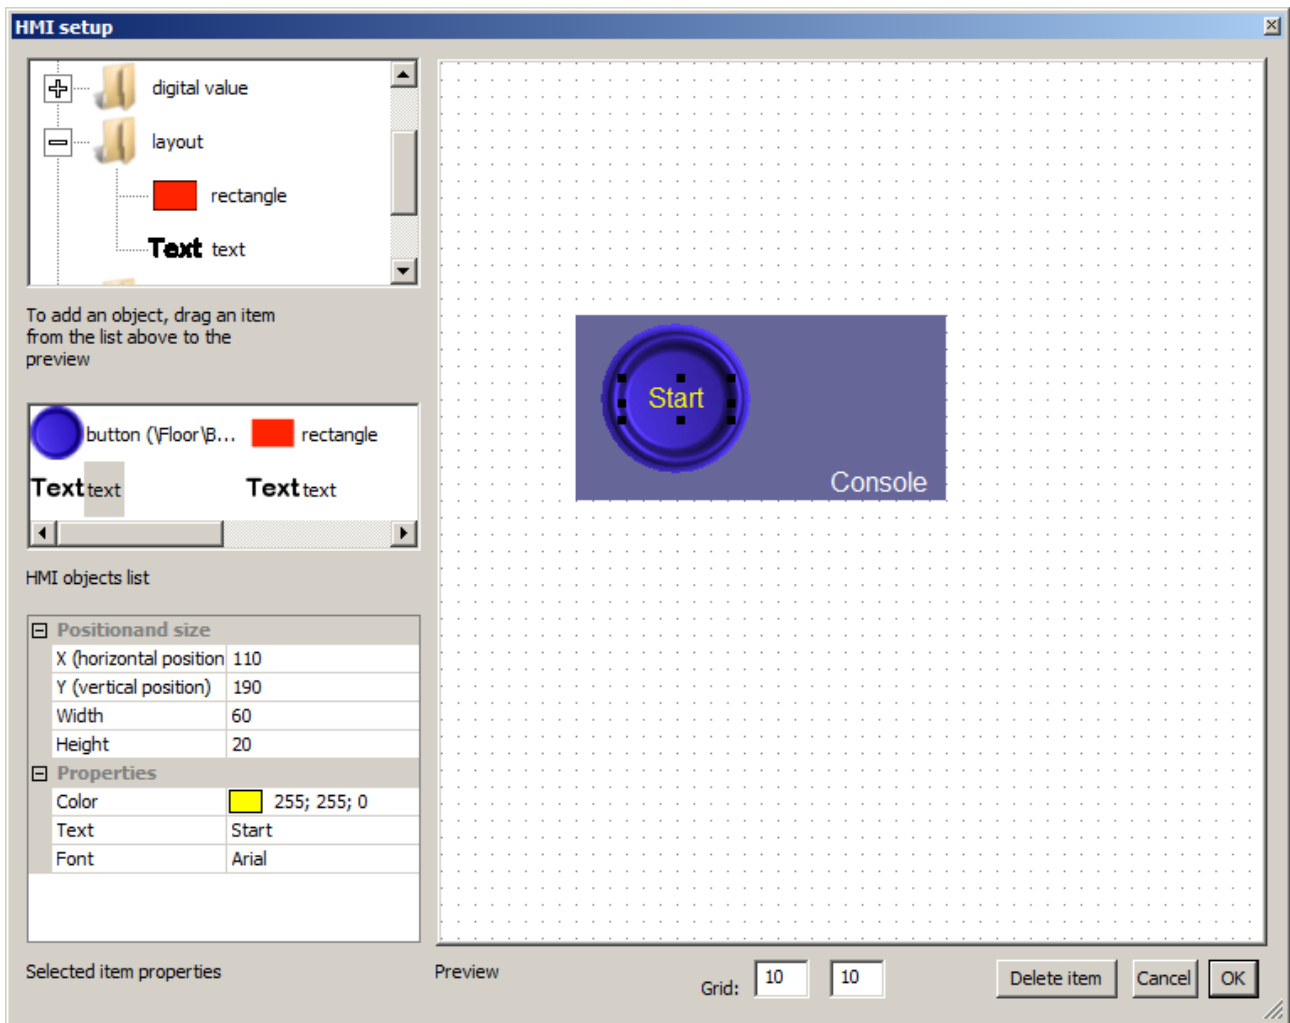 HMI setup
digital value
layout
rectangle
Text text
To add an object, drag an item
from the list above to the
preview
button (\Floor\B...
rectangle
Text text
Text text
HMI objects list
Positionand size
X (horizontal position 110
Y (vertical position) 190
Width 60
Height 20
Properties
Color 255; 255; 0
Text Start
Font Arial
Selected item properties
Start
Console
Preview
Grid: 10 10
Delete item
Cancel
OK